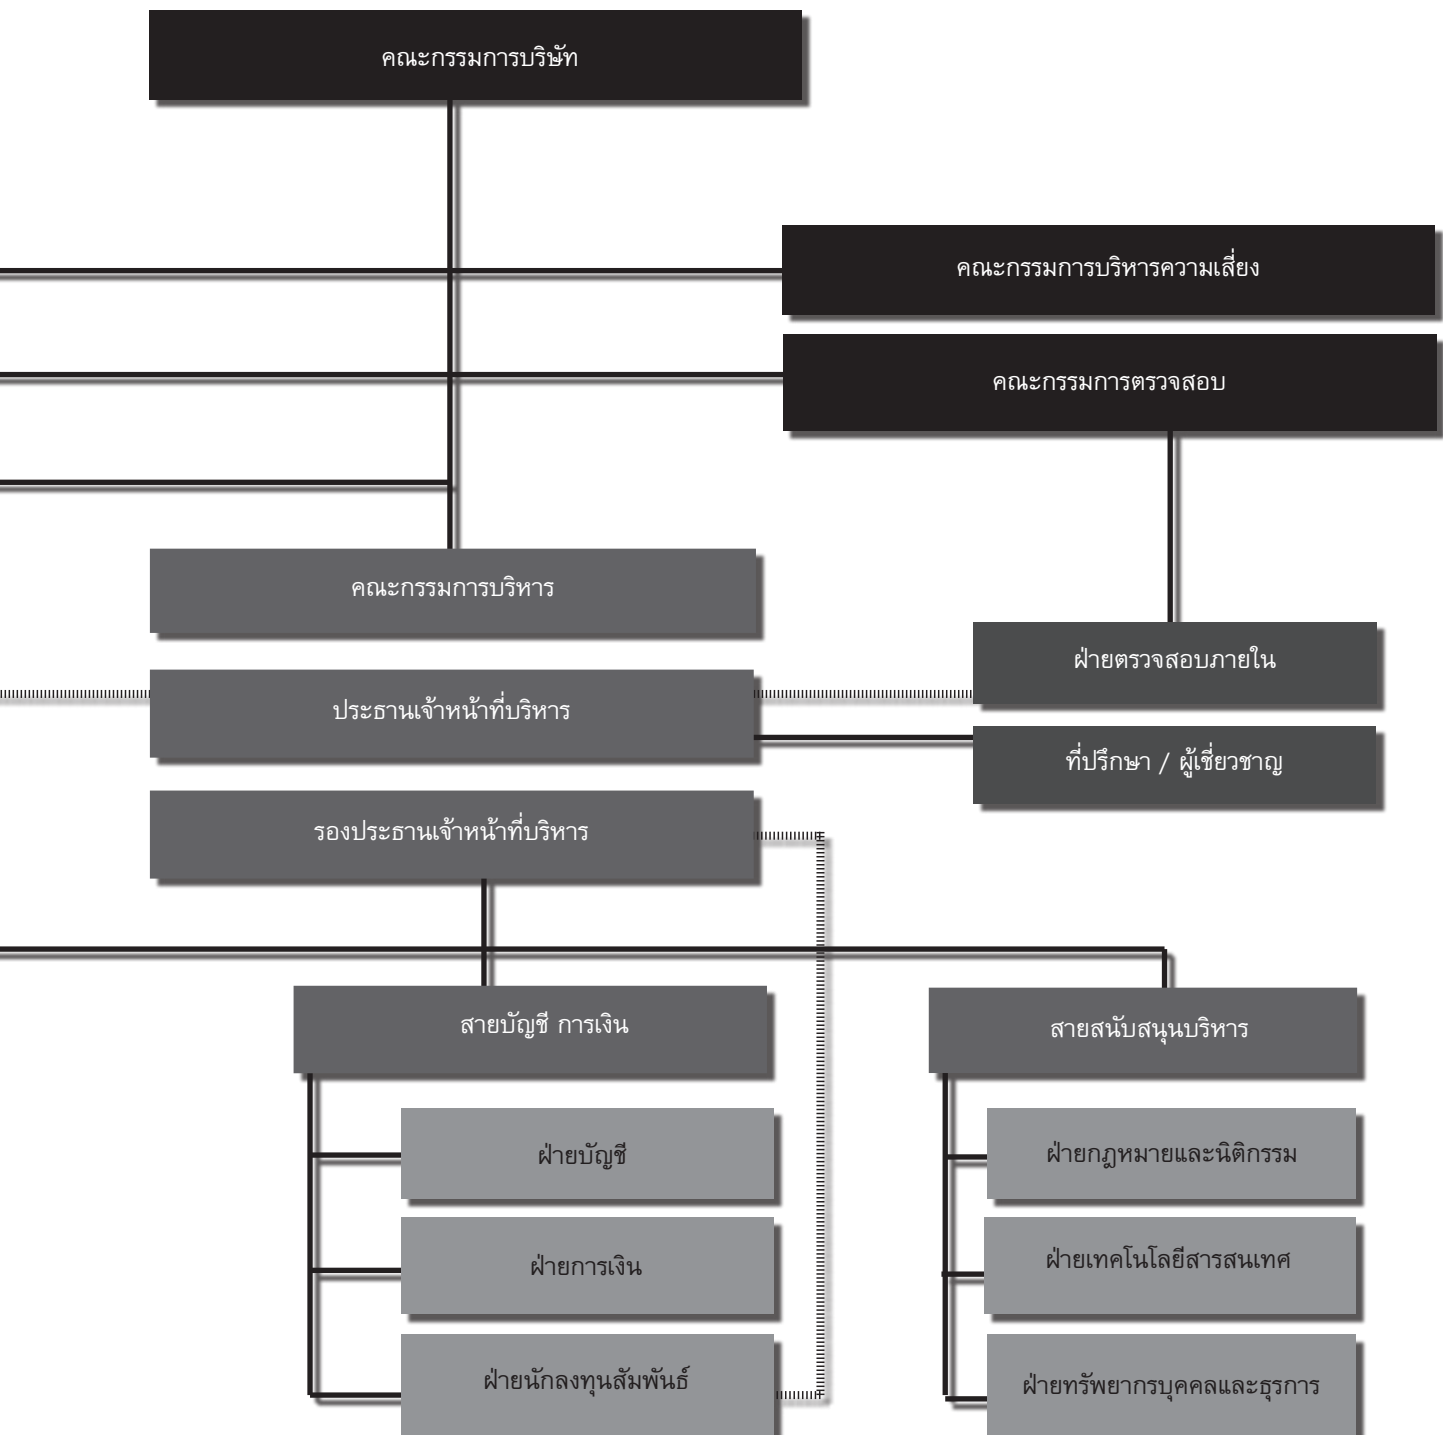 คณะกรรมการบริษัท
คณะกรรมการบริหารความเสี่ยง
คณะกรรมการตรวจสอบ
คณะกรรมการบริหาร
ฝ่ายตรวจสอบภายใน
ประธานเจ้าหน้าที่บริหาร
ที่ปรึกษา / ผู้เชี่ยวชาญ
รองประธานเจ้าหน้าที่บริหาร
สายบัญชี การเงิน
ฝ่ายบัญชี
ฝ่ายการเงิน
ฝ่ายนักลงทุนสัมพันธ์
สายสนับสนุนบริหาร
ฝ่ายกฎหมายและนิติกรรม
ฝ่ายเทคโนโลยีสารสนเทศ
ฝ่ายทรัพยากรบุคคลและธุรการ